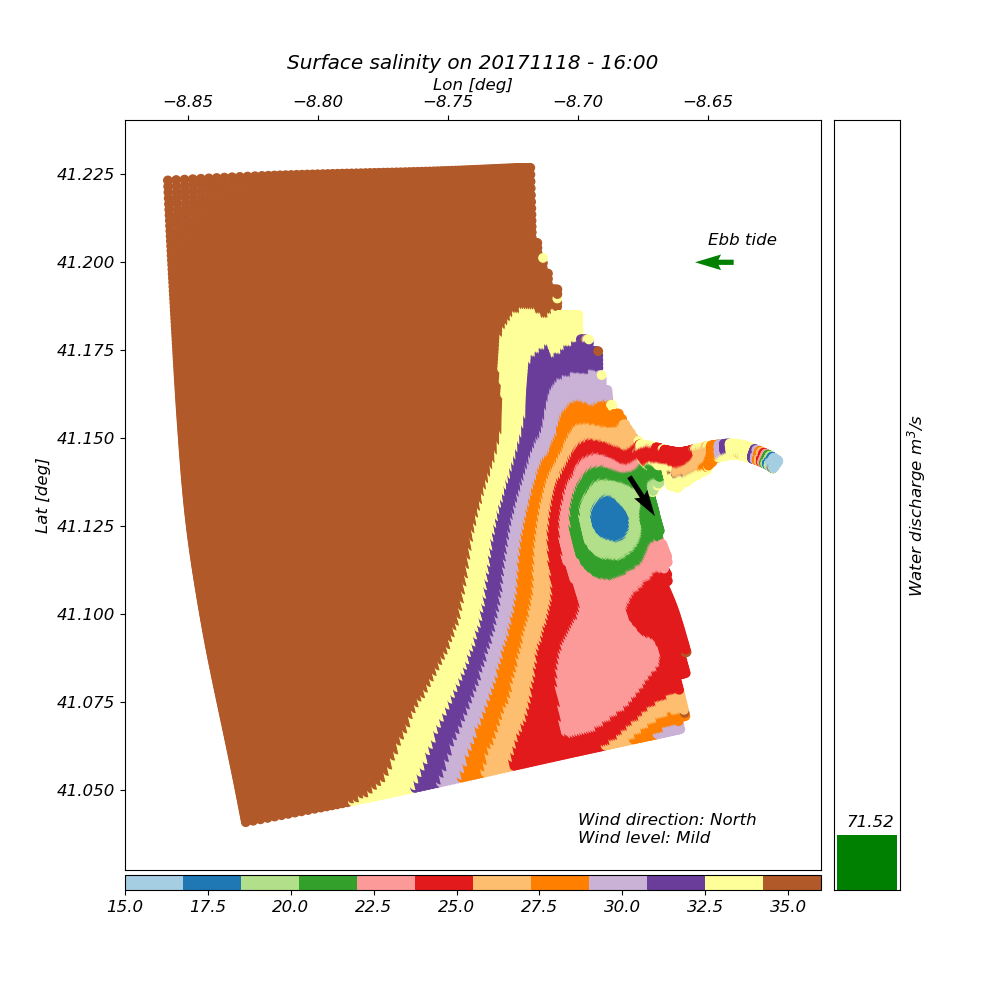 Surface salinity on 20171118 - 16:00
Lon [deg]
−8.85 −8.80 −8.75 −8.70 −8.65
41.225
41.200
41.175
41.150
41.125
41.100
41.075
41.050
Lat [deg]
Ebb tide
Wind direction: North
Wind level: Mild
15.0 17.5 20.0 22.5 25.0 27.5 30.0 32.5 35.0
71.52
Water discharge m³/s